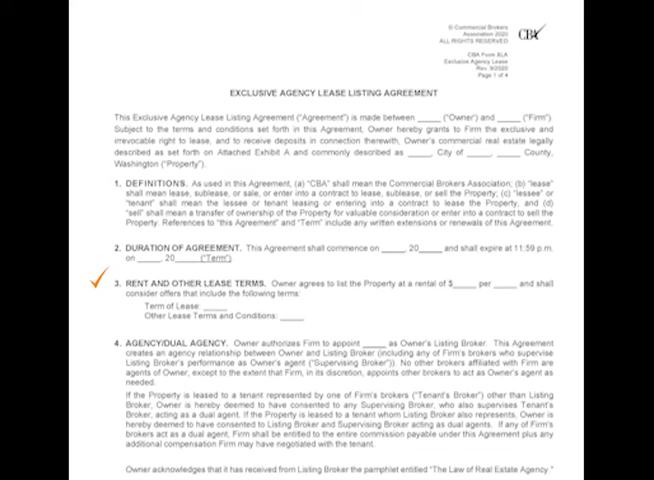 © Commercial Brokers
Association 2020
ALL RIGHTS RESERVED
CBA
CBA Form XLA
Exclusive Agency Lease
Rev. 9/2020
Page 1 of 4
EXCLUSIVE AGENCY LEASE LISTING AGREEMENT
This Exclusive Agency Lease Listing Agreement ("Agreement") is made between _____ ("Owner") and _____ ("Firm").
Subject to the terms and conditions set forth in this Agreement, Owner hereby grants to Firm the exclusive and
irrevocable right to lease, and to receive deposits in connection therewith, Owner's commercial real estate legally
described as set forth on Attached Exhibit A and commonly described as _____, City of _____, _____ County,
Washington ("Property").
1. DEFINITIONS. As used in this Agreement, (a) "CBA" shall mean the Commercial Brokers Association; (b) "lease"
shall mean lease, sublease, or sale, or enter into a contract to lease, sublease, or sell the Property; (c) "lessee" or
"tenant" shall mean the lessee or tenant leasing or entering into a contract to lease the Property, and (d)
"sell" shall mean a transfer of ownership of the Property for valuable consideration or enter into a contract to sell the
Property. References to "this Agreement" and "Term" include any written extensions or renewals of this Agreement.
2. DURATION OF AGREEMENT. This Agreement shall commence on _____, 20_____ and shall expire at 11:59 p.m.
on _____, 20_____ ("Term")
3. RENT AND OTHER LEASE TERMS. Owner agrees to list the Property at a rental of $_____ per _____ and shall
consider offers that include the following terms:
Term of Lease: _____
Other Lease Terms and Conditions: _____
4. AGENCY/DUAL AGENCY. Owner authorizes Firm to appoint _____ as Owner's Listing Broker. This Agreement
creates an agency relationship between Owner and Listing Broker (including any of Firm's brokers who supervise
Listing Broker's performance as Owner's agent ("Supervising Broker")). No other brokers affiliated with Firm are
agents of Owner, except to the extent that Firm, in its discretion, appoints other brokers to act as Owner's agent as
needed.
If the Property is leased to a tenant represented by one of Firm's brokers ("Tenant's Broker") other than Listing
Broker, Owner is hereby deemed to have consented to any Supervising Broker, who also supervises Tenant's
Broker, acting as a dual agent. If the Property is leased to a tenant whom Listing Broker also represents, Owner is
hereby deemed to have consented to Listing Broker and Supervising Broker acting as dual agents. If any of Firm's
brokers act as a dual agent, Firm shall be entitled to the entire commission payable under this Agreement plus any
additional compensation Firm may have negotiated with the tenant.
Owner acknowledges that it has received from Listing Broker the pamphlet entitled "The Law of Real Estate Agency."